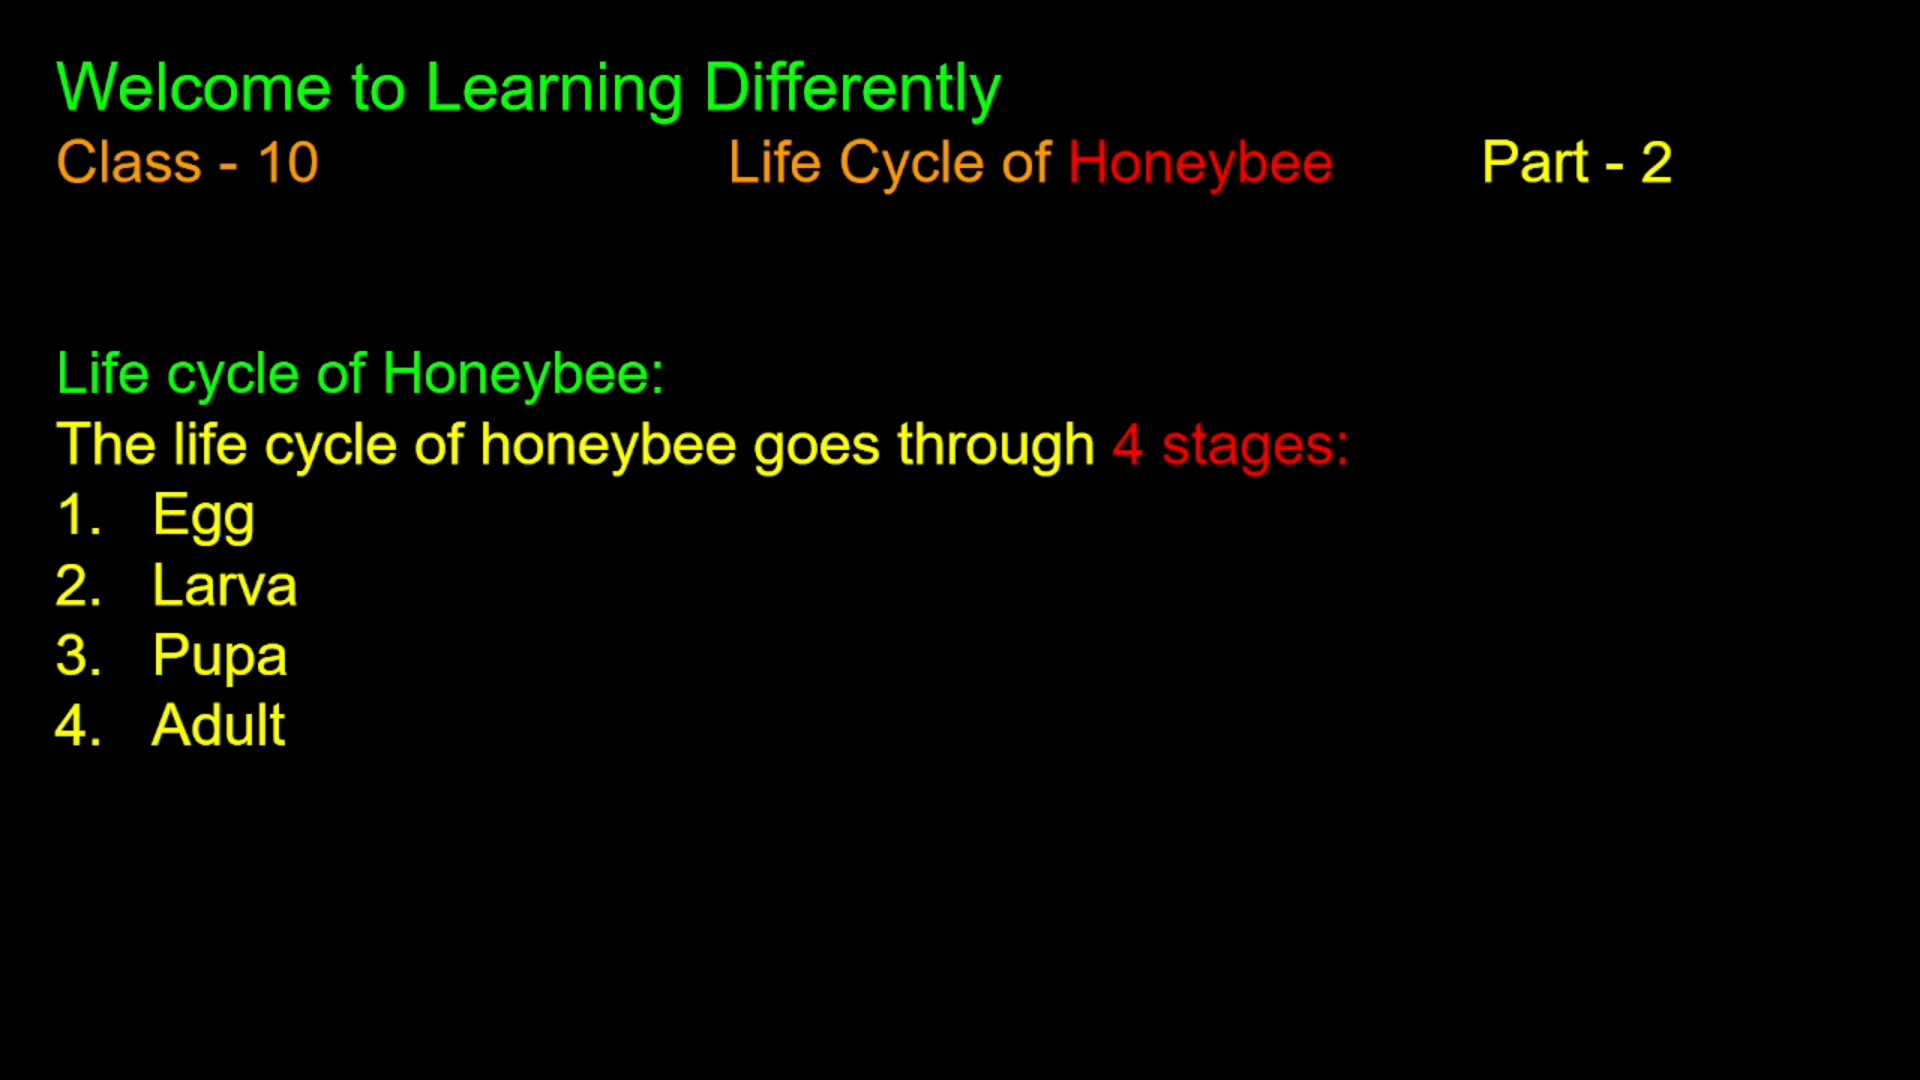 Welcome to Learning Differently
Class - 10 Life Cycle of Honeybee Part - 2
Life cycle of Honeybee:
The life cycle of honeybee goes through 4 stages:
1. Egg
2. Larva
3. Pupa
4. Adult